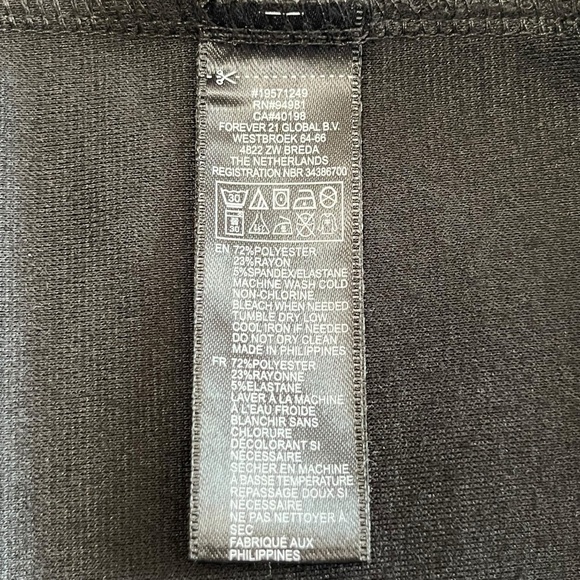 #19571249
RN#94981
CA#40198
FOREVER 21 GLOBAL B.V.
WESTBROEK 64-66
4822 ZW BREDA
THE NETHERLANDS
REGISTRATION NBR 34386700
30
30
EN 72%POLYESTER
23%RAYON
5%SPANDEX/ELASTANE
MACHINE WASH COLD
NON-CHLORINE
BLEACH WHEN NEEDED
TUMBLE DRY LOW
COOL IRON IF NEEDED
DO NOT DRY CLEAN
MADE IN PHILIPPINES
FR 72%POLYESTER
23%RAYONNE
5%ELASTANE
LAVER À LA MACHINE
À L'EAU FROIDE
BLANCHIR SANS
CHLORURE
DÉCOLORANT SI
NÉCESSAIRE
SÉCHER EN MACHINE
À BASSE TEMPÉRATURE
REPASSAGE DOUX SI
NÉCESSAIRE
NE PAS NETTOYER À
SEC
FABRIQUÉ AUX
PHILIPPINES